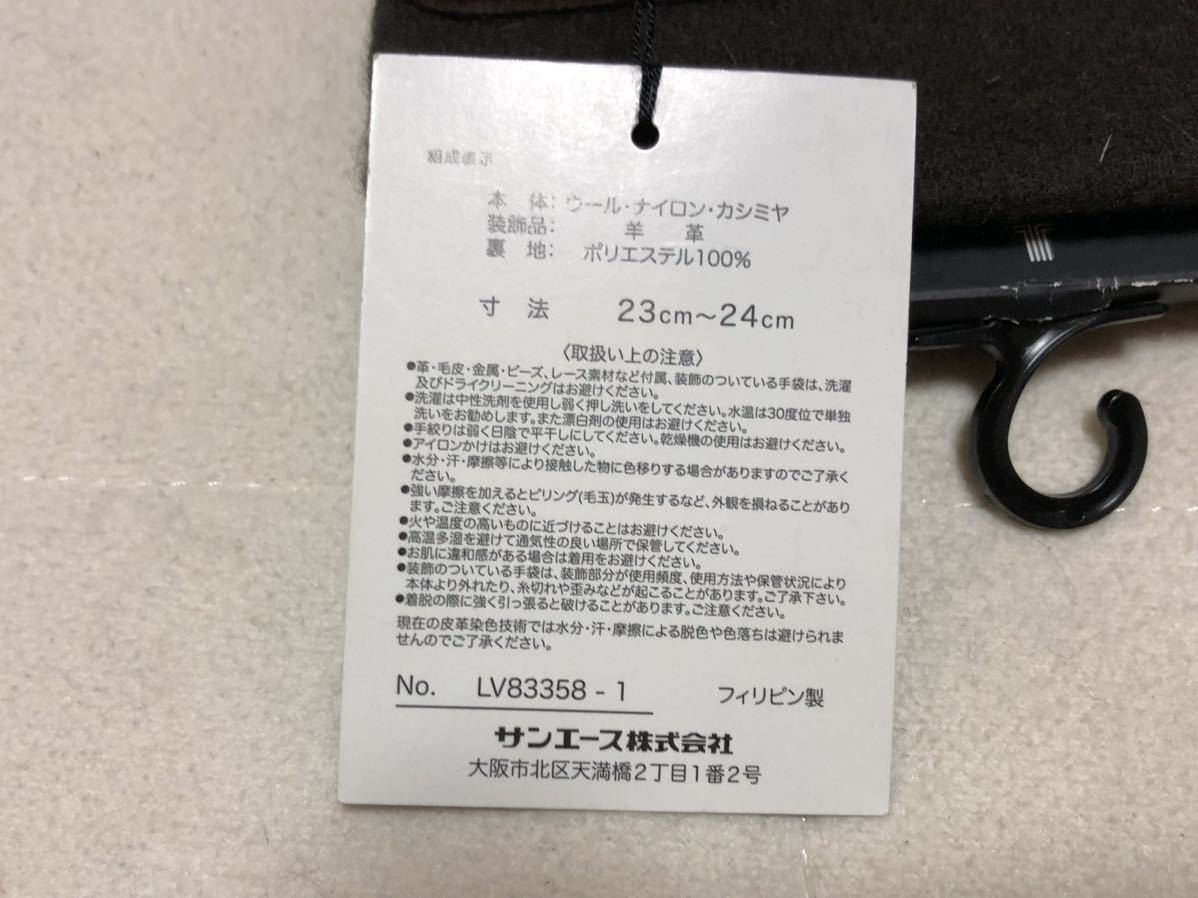 組成表示
本 体: ウール・ナイロン・カシミヤ
装飾品: 羊 革
裏 地: ポリエステル100%
寸 法 23cm～24cm
〈取扱い上の注意〉
●革・毛皮・金属・ビーズ、レース素材など付属、装飾のついている手袋は、洗濯
及びドライクリーニングはお避けください。
●洗濯は中性洗剤を使用し弱く押し洗いをしてください。水温は30度位で単独
洗いをお勧めします。また漂白剤の使用はお避けください。
●手絞りは弱く日陰で平干しにしてください。乾燥機の使用はお避けください。
●アイロンかけはお避けください。
●水分・汗・摩擦等により接触した物に色移りする場合がありますのでご了承く
ださい。
●強い摩擦を加えるとピリング(毛玉)が発生するなど、外観を損ねることがあり
ます。ご注意ください。
●火や温度の高いものに近づけることはお避けください。
●高温多湿を避けて通気性の良い場所で保管してください。
●お肌に違和感がある場合は着用をお避けください。
●装飾のついている手袋は、装飾部分が使用頻度、使用方法や保管状況により
本体より外れたり、糸切れや歪みなどが起こることがあります。ご了承下さい。
●着脱の際に強く引っ張ると破けることがあります。ご注意ください。
現在の皮革染色技術では水分・汗・摩擦による脱色や色落ちは避けられま
せんのでご了承ください。
No. LV83358-1 フィリピン製
サンエース株式会社
大阪市北区天満橋2丁目1番2号